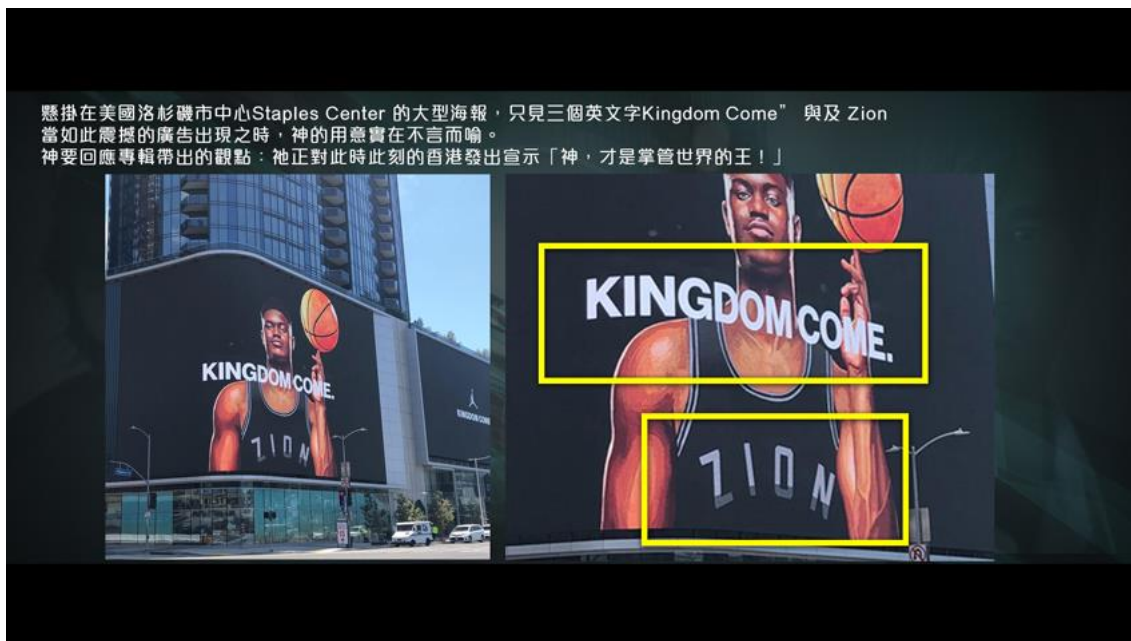 懸掛在美國洛杉磯市中心Staples Center 的大型海報，只見三個英文字Kingdom Come” 與及 Zion
當如此震撼的廣告出現之時，神的用意實在不言而喻。
神要回應專輯帶出的觀點：祂正對此時此刻的香港發出宣示「神，才是掌管世界的王！」
KINGDOM COME.
ZION
KINGDOM COME
KINGDOM COME.
ZION